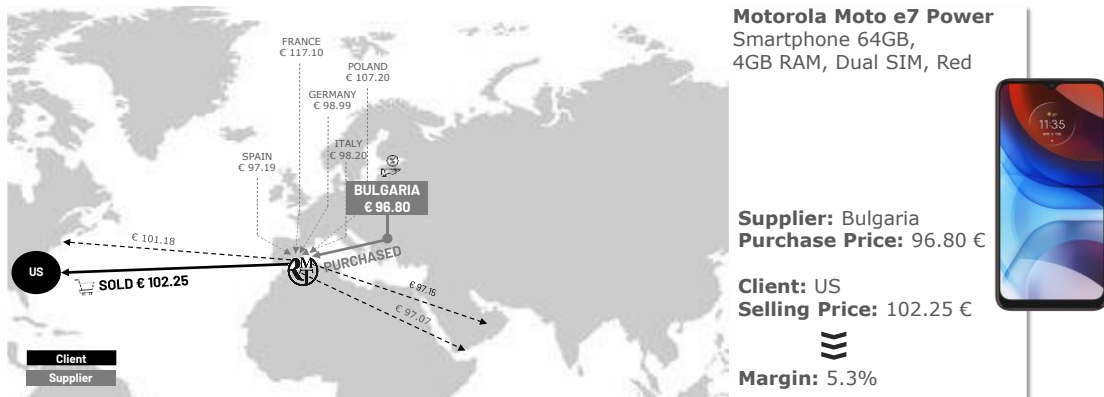 FRANCE
€ 117.10
POLAND
€ 107.20
GERMANY
€ 98.99
ITALY
€ 98.20
SPAIN
€ 97.19
BULGARIA
€ 96.80
€ 101.18
PURCHASED
US
SOLD € 102.25
€ 97.15
€ 97.07
Client
Supplier
Motorola Moto e7 Power
Smartphone 64GB,
4GB RAM, Dual SIM, Red
11:35
Supplier: Bulgaria
Purchase Price: 96.80 €
Client: US
Selling Price: 102.25 €
Margin: 5.3%